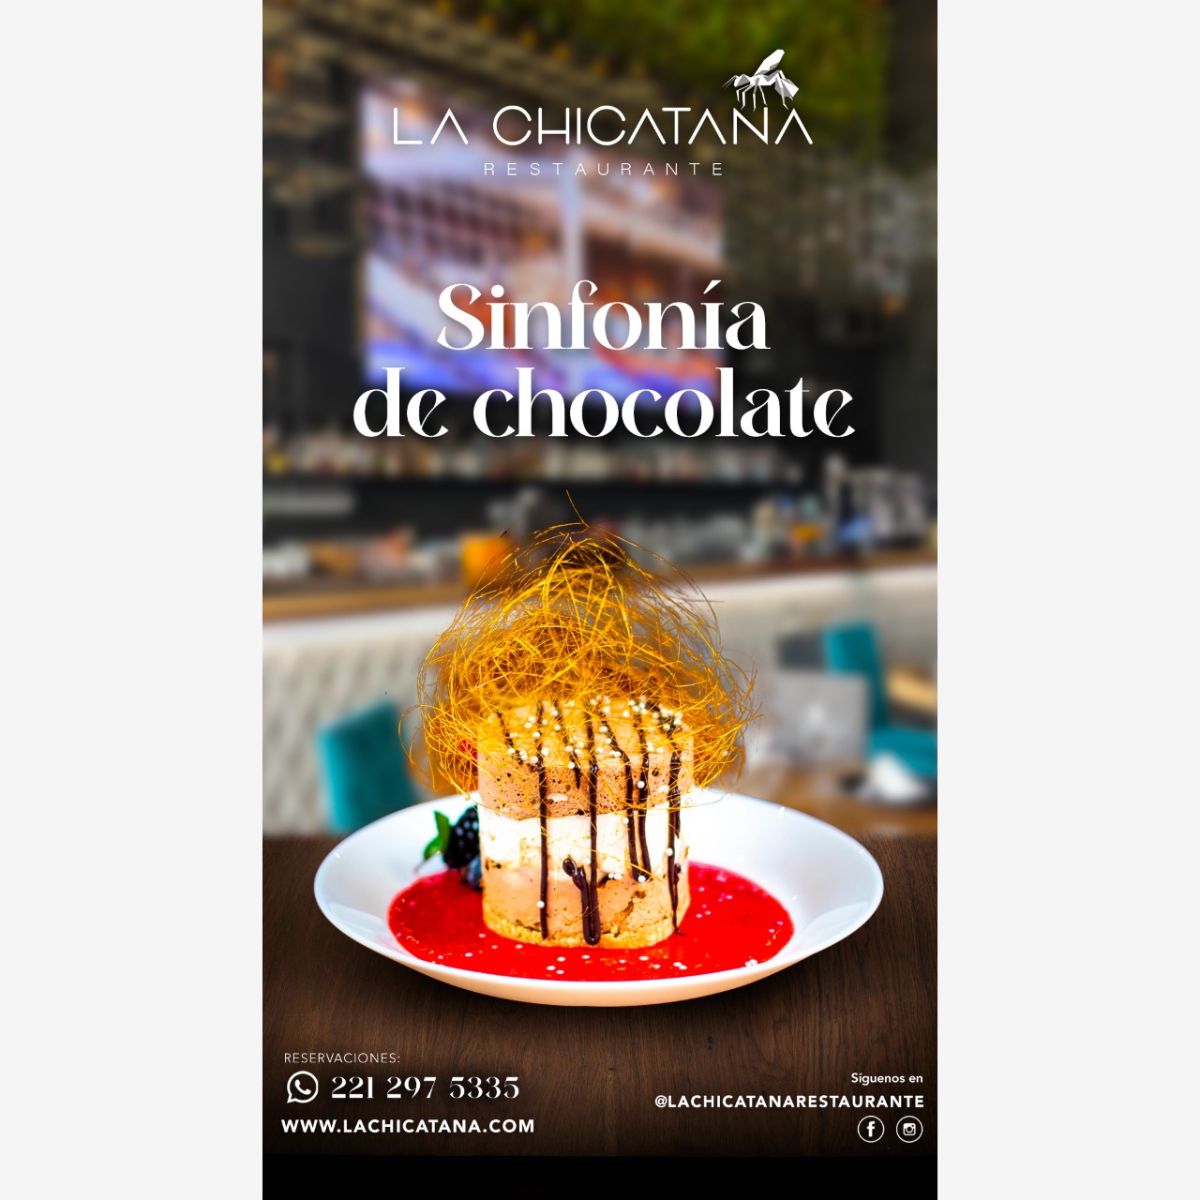 LA CHICATANA
RESTAURANTE
Sinfonía
de chocolate
RESERVACIONES:
221 297 5335
WWW.LACHICATANA.COM
Síguenos en
@LACHICATANARESTAURANTE